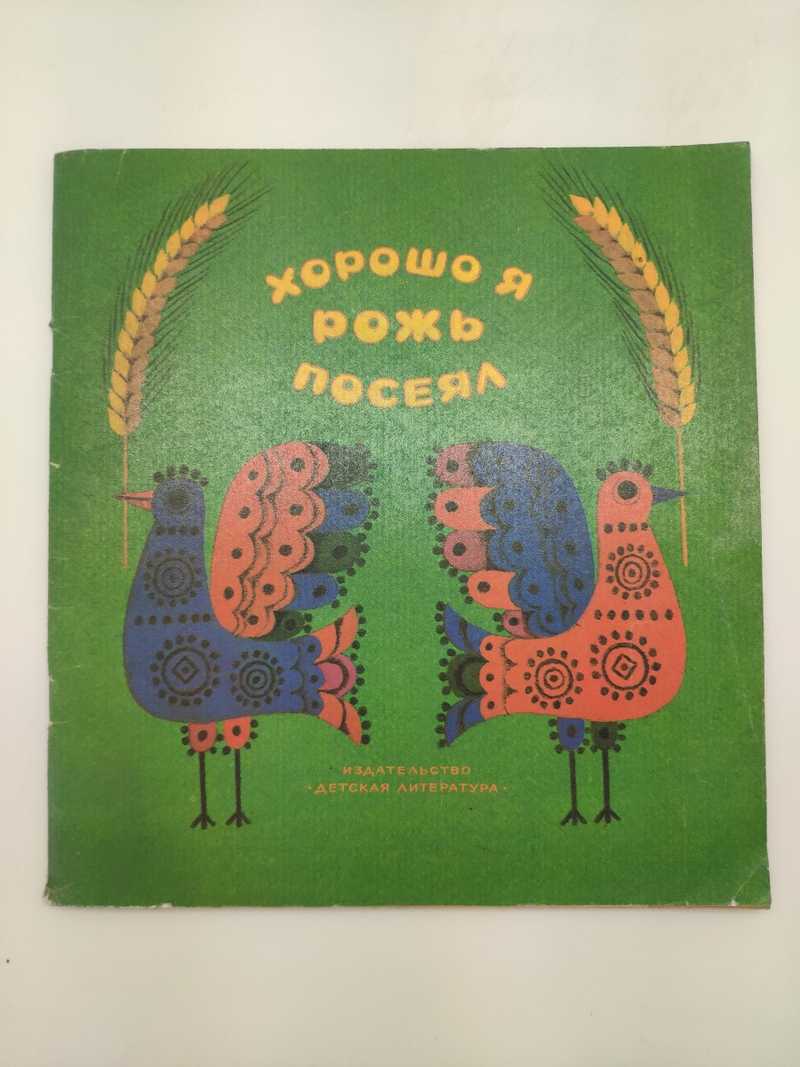 ХОРОШО Я
РОЖЬ
ПОСЕЯЛ
ИЗДАТЕЛЬСТВО
·ДЕТСКАЯ ЛИТЕРАТУРА·